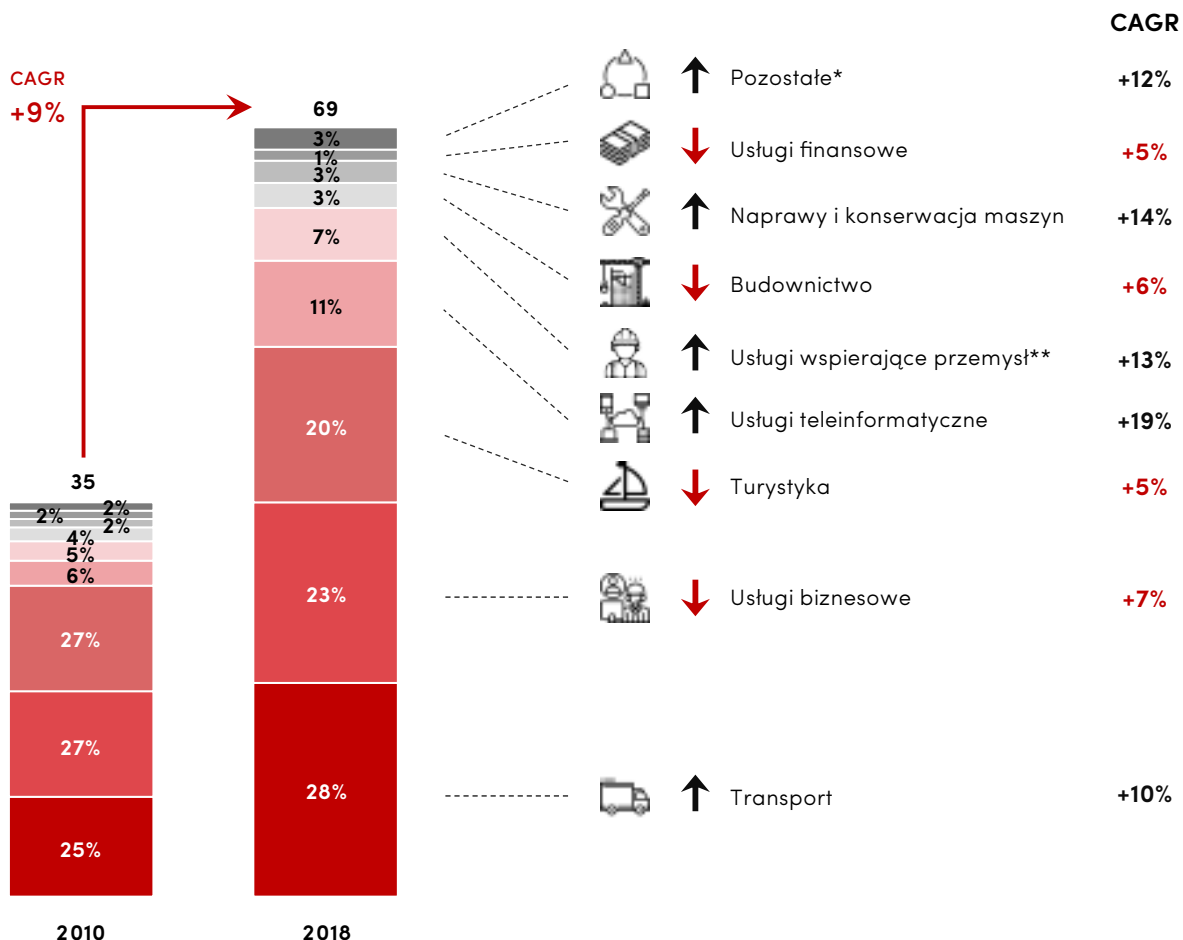 CAGR
CAGR
+9%
69
3%
1%
3%
3%
7%
11%
20%
23%
28%
2018
35
2%
2%
2%
4%
5%
6%
27%
27%
25%
2010
Pozostałe* +12%
Usługi finansowe +5%
Naprawy i konserwacja maszyn +14%
Budownictwo +6%
Usługi wspierające przemysł** +13%
Usługi teleinformatyczne +19%
Turystyka +5%
Usługi biznesowe +7%
Transport +10%